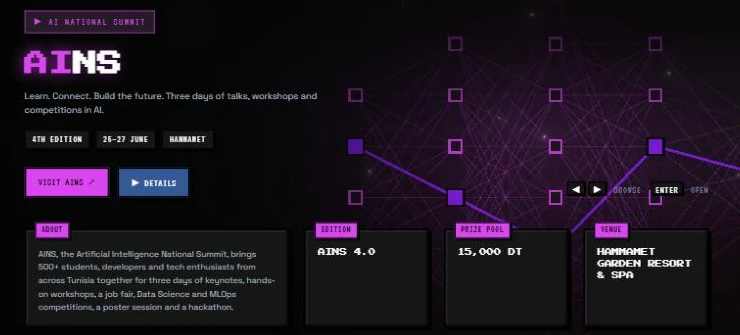 ▶ AI NATIONAL SUMMIT
AINS
Learn. Connect. Build the future. Three days of talks, workshops and
competitions in AI.
4TH EDITION 25-27 JUNE HAMMAMET
VISIT AINS ↗ ▶ DETAILS
◀ ▶ BROWSE ENTER OPEN
ABOUT
AINS, the Artificial Intelligence National Summit, brings
500+ students, developers and tech enthusiasts from
across Tunisia together for three days of keynotes, hands-
on workshops, a job fair, Data Science and MLOps
competitions, a poster session and a hackathon.
EDITION
AINS 4.0
PRIZE POOL
15,000 DT
VENUE
HAMMAMET
GARDEN RESORT
& SPA